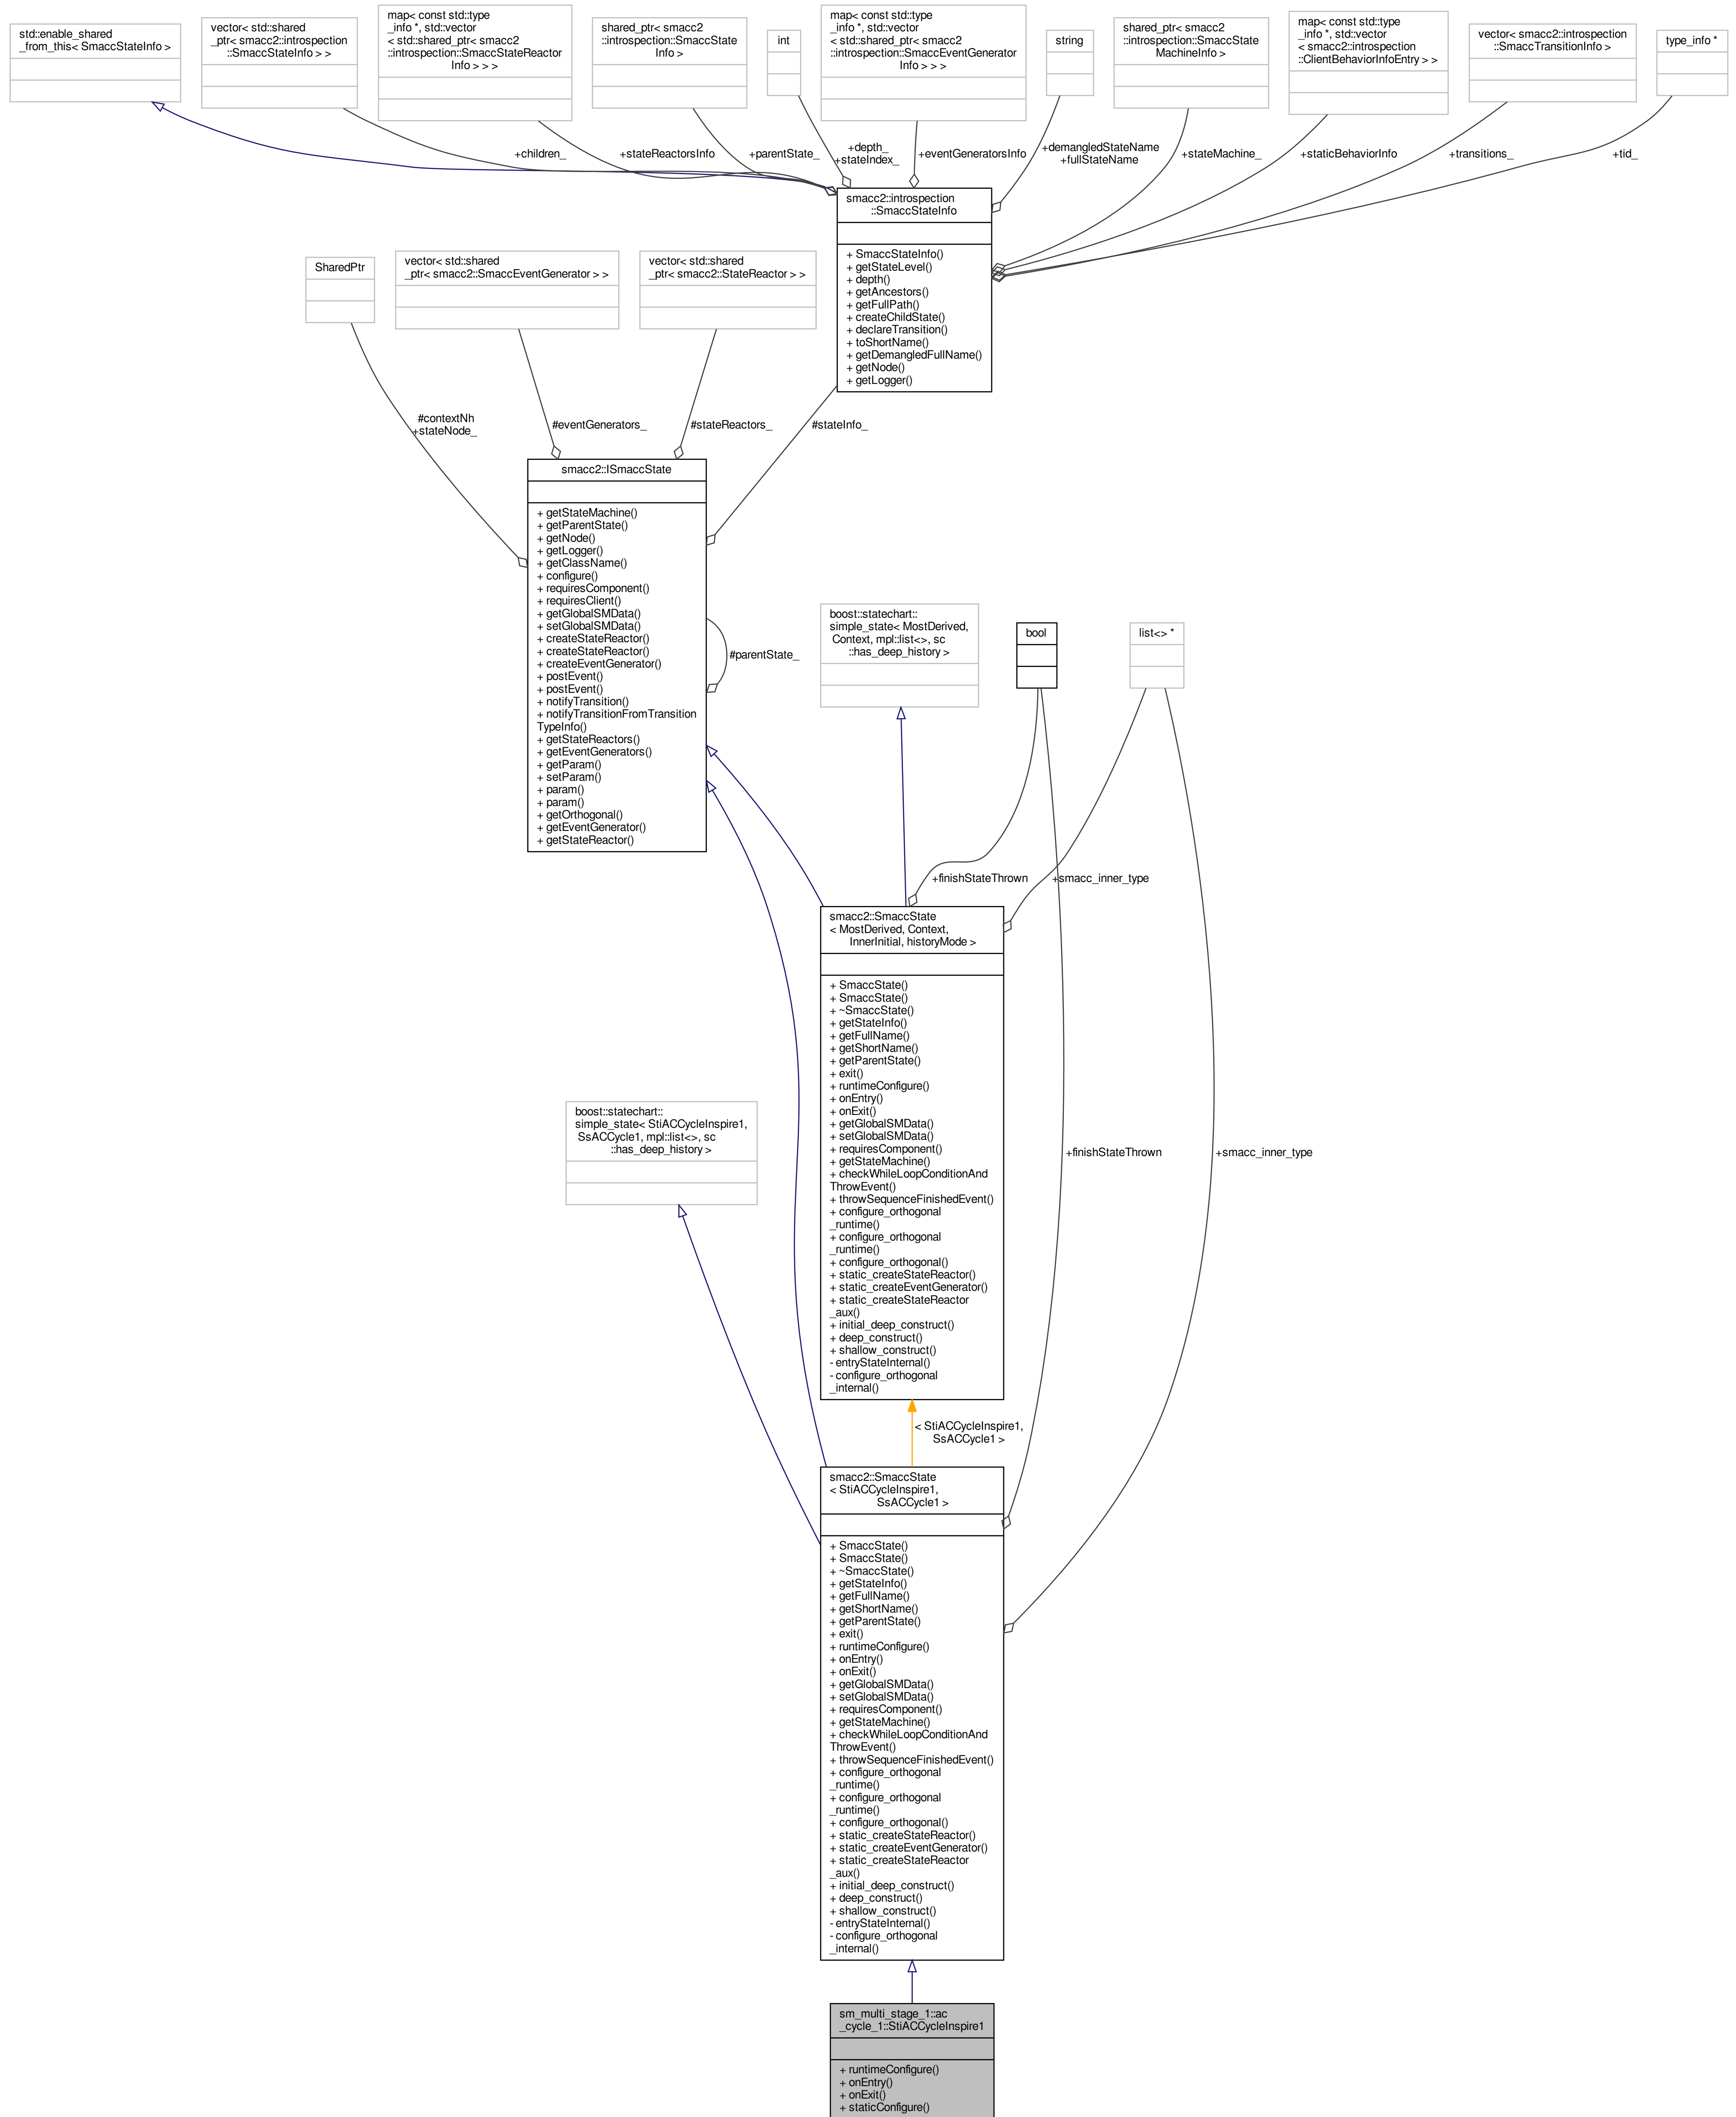 std::enable_shared
_from_this< SmaccStateInfo >
vector< std::shared
_ptr< smacc2::introspection
::SmaccStateInfo > >
map< const std::type
_info *, std::vector
< std::shared_ptr< smacc2
::introspection::SmaccStateReactor
Info > > >
shared_ptr< smacc2
::introspection::SmaccState
Info >
int
map< const std::type
_info *, std::vector
< std::shared_ptr< smacc2
::introspection::SmaccEventGenerator
Info > > >
string
shared_ptr< smacc2
::introspection::SmaccState
MachineInfo >
map< const std::type
_info *, std::vector
< smacc2::introspection
::ClientBehaviorInfoEntry > >
vector< smacc2::introspection
::SmaccTransitionInfo >
type_info *
+children_
+stateReactorsInfo
+parentState_
+depth_
+stateIndex_
+eventGeneratorsInfo
+demangledStateName
+fullStateName
+stateMachine_
+staticBehaviorInfo
+transitions_
+tid_
smacc2::introspection
::SmaccStateInfo
+ SmaccStateInfo()
+ getStateLevel()
+ depth()
+ getAncestors()
+ getFullPath()
+ createChildState()
+ declareTransition()
+ toShortName()
+ getDemangledFullName()
+ getNode()
+ getLogger()
SharedPtr
vector< std::shared
_ptr< smacc2::SmaccEventGenerator > >
vector< std::shared
_ptr< smacc2::StateReactor > >
#contextNh
+stateNode_
#eventGenerators_
#stateReactors_
#stateInfo_
smacc2::ISmaccState
+ getStateMachine()
+ getParentState()
+ getNode()
+ getLogger()
+ getClassName()
+ configure()
+ requiresComponent()
+ requiresClient()
+ getGlobalSMData()
+ setGlobalSMData()
+ createStateReactor()
+ createStateReactor()
+ createEventGenerator()
+ postEvent()
+ postEvent()
+ notifyTransition()
+ notifyTransitionFromTransition
TypeInfo()
+ getStateReactors()
+ getEventGenerators()
+ getParam()
+ setParam()
+ param()
+ param()
+ getOrthogonal()
+ getEventGenerator()
+ getStateReactor()
#parentState_
boost::statechart::
simple_state< MostDerived,
Context, mpl::list<>, sc
::has_deep_history >
bool
list<> *
+finishStateThrown
+smacc_inner_type
smacc2::SmaccState
< MostDerived, Context,
InnerInitial, historyMode >
+ SmaccState()
+ SmaccState()
+ ~SmaccState()
+ getStateInfo()
+ getFullName()
+ getShortName()
+ getParentState()
+ exit()
+ runtimeConfigure()
+ onEntry()
+ onExit()
+ getGlobalSMData()
+ setGlobalSMData()
+ requiresComponent()
+ getStateMachine()
+ checkWhileLoopConditionAnd
ThrowEvent()
+ throwSequenceFinishedEvent()
+ configure_orthogonal
_runtime()
+ configure_orthogonal
_runtime()
+ configure_orthogonal()
+ static_createStateReactor()
+ static_createEventGenerator()
+ static_createStateReactor
_aux()
+ initial_deep_construct()
+ deep_construct()
+ shallow_construct()
- entryStateInternal()
- configure_orthogonal
_internal()
boost::statechart::
simple_state< StiACCycleInspire1,
SsACCycle1, mpl::list<>, sc
::has_deep_history >
+finishStateThrown
+smacc_inner_type
< StiACCycleInspire1,
SsACCycle1 >
smacc2::SmaccState
< StiACCycleInspire1,
SsACCycle1 >
+ SmaccState()
+ SmaccState()
+ ~SmaccState()
+ getStateInfo()
+ getFullName()
+ getShortName()
+ getParentState()
+ exit()
+ runtimeConfigure()
+ onEntry()
+ onExit()
+ getGlobalSMData()
+ setGlobalSMData()
+ requiresComponent()
+ getStateMachine()
+ checkWhileLoopConditionAnd
ThrowEvent()
+ throwSequenceFinishedEvent()
+ configure_orthogonal
_runtime()
+ configure_orthogonal
_runtime()
+ configure_orthogonal()
+ static_createStateReactor()
+ static_createEventGenerator()
+ static_createStateReactor
_aux()
+ initial_deep_construct()
+ deep_construct()
+ shallow_construct()
- entryStateInternal()
- configure_orthogonal
_internal()
sm_multi_stage_1::ac
_cycle_1::StiACCycleInspire1
+ runtimeConfigure()
+ onEntry()
+ onExit()
+ staticConfigure()